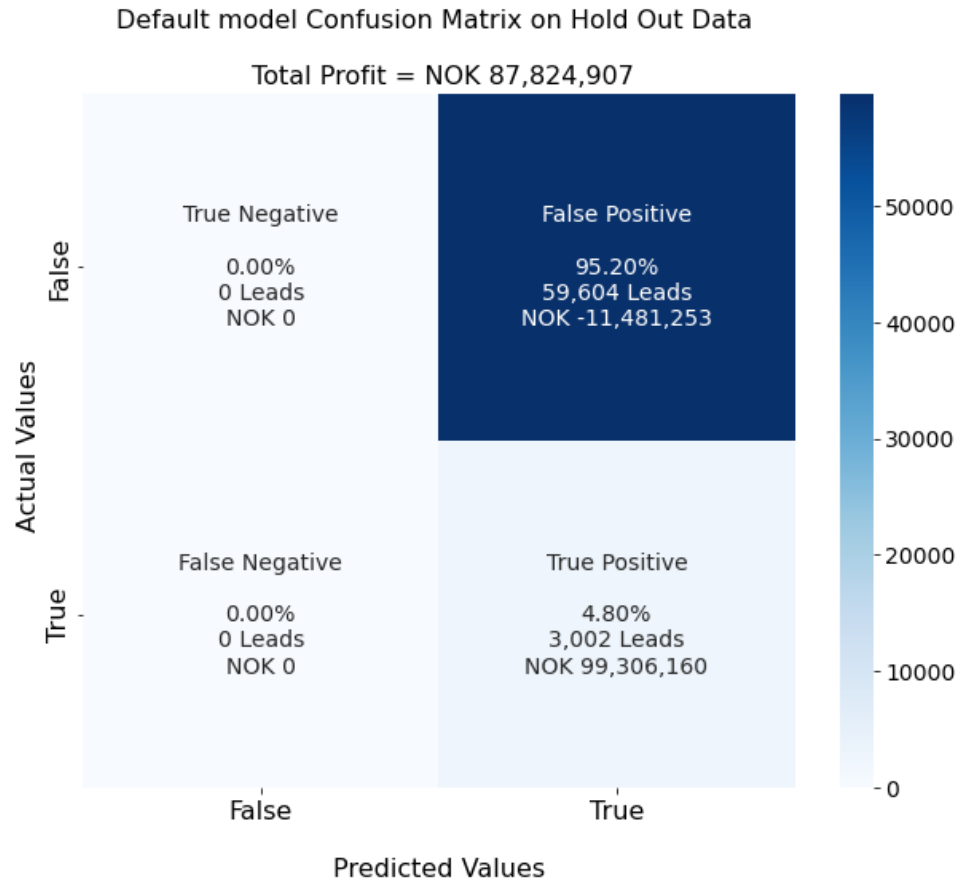 Default model Confusion Matrix on Hold Out Data
Total Profit = NOK 87,824,907
True Negative
0.00%
0 Leads
NOK 0
False Positive
95.20%
59,604 Leads
NOK -11,481,253
False Negative
0.00%
0 Leads
NOK 0
True Positive
4.80%
3,002 Leads
NOK 99,306,160
Actual Values
False
True
False
True
Predicted Values
50000
40000
30000
20000
10000
0